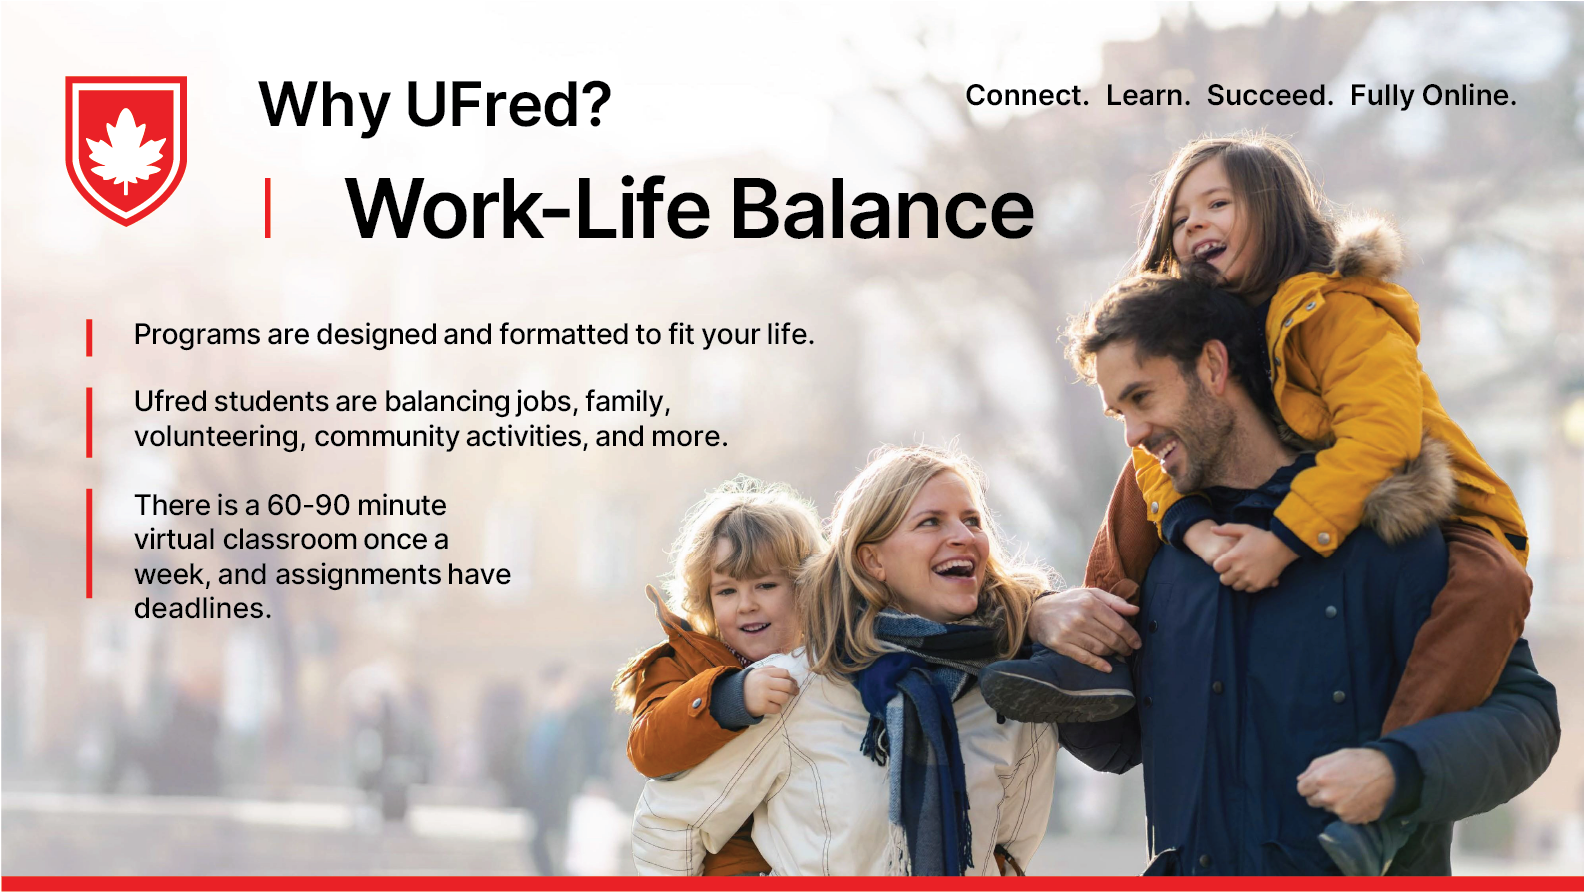 Why UFred?
Connect. Learn. Succeed. Fully Online.
Work-Life Balance
Programs are designed and formatted to fit your life.
Ufred students are balancing jobs, family,
volunteering, community activities, and more.
There is a 60-90 minute
virtual classroom once a
week, and assignments have
deadlines.